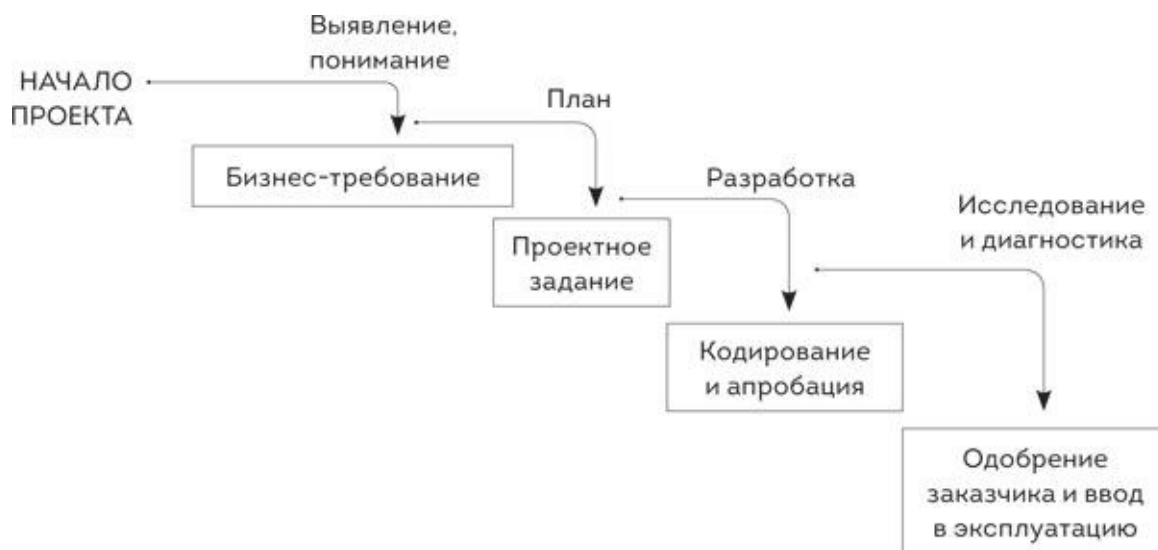 Выявление,
понимание
НАЧАЛО
ПРОЕКТА
План
Бизнес-требование
Разработка
Проектное
задание
Исследование
и диагностика
Кодирование
и апробация
Одобрение
заказчика и ввод
в эксплуатацию